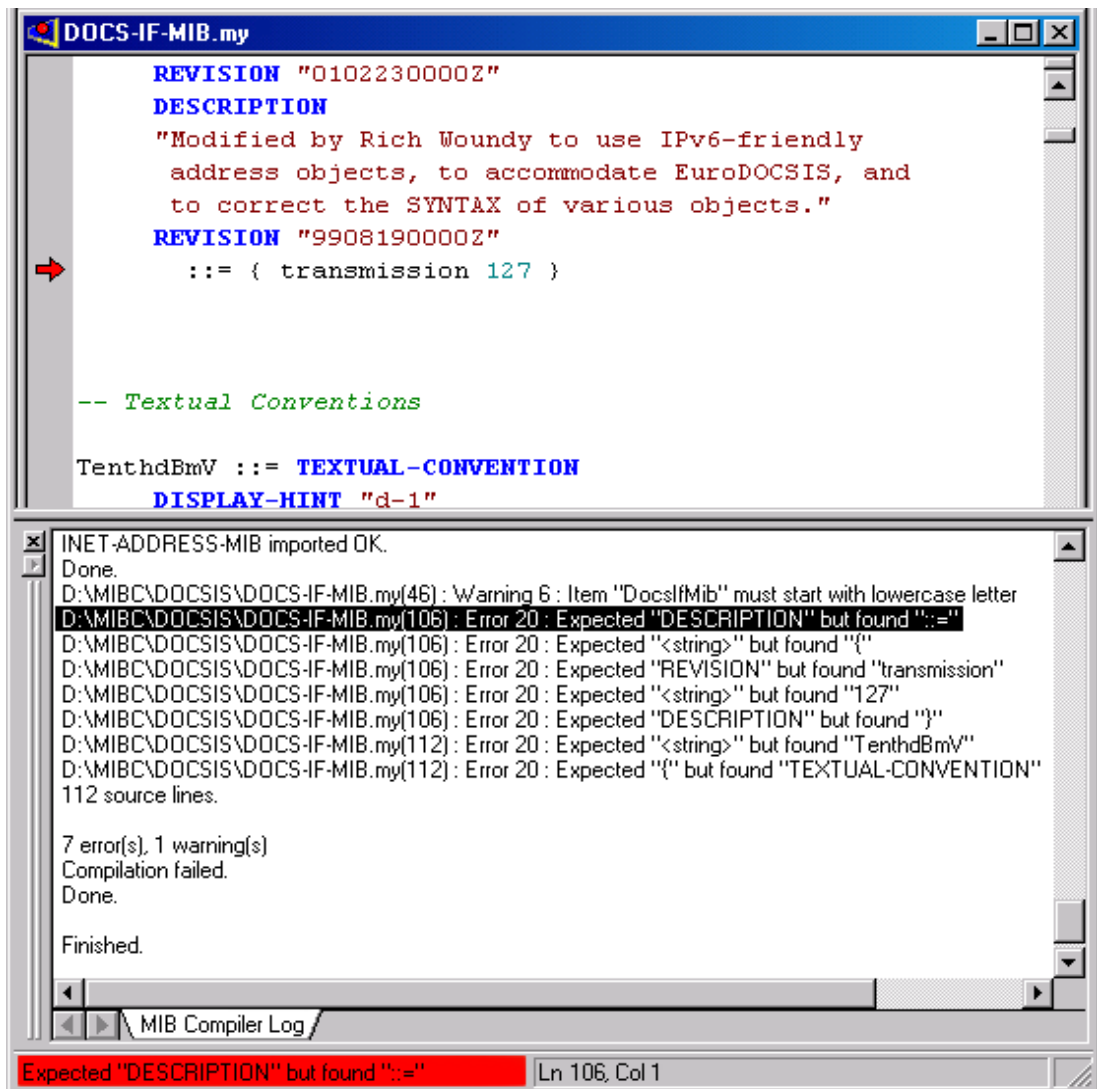 DOCS-IF-MIB.my
REVISION "0102230000Z"
DESCRIPTION
"Modified by Rich Woundy to use IPv6-friendly
address objects, to accommodate EuroDOCSIS, and
to correct the SYNTAX of various objects."
REVISION "9908190000Z"
::= { transmission 127 }
-- Textual Conventions
TenthdBmV ::= TEXTUAL-CONVENTION
DISPLAY-HINT "d-1"
INET-ADDRESS-MIB imported OK.
Done.
D:\MIBC\DOCSIS\DOCS-IF-MIB.my(46) : Warning 6 : Item "DocsIfMib" must start with lowercase letter
D:\MIBC\DOCSIS\DOCS-IF-MIB.my(106) : Error 20 : Expected "DESCRIPTION" but found "::="
D:\MIBC\DOCSIS\DOCS-IF-MIB.my(106) : Error 20 : Expected "<string>" but found "{"
D:\MIBC\DOCSIS\DOCS-IF-MIB.my(106) : Error 20 : Expected "REVISION" but found "transmission"
D:\MIBC\DOCSIS\DOCS-IF-MIB.my(106) : Error 20 : Expected "<string>" but found "127"
D:\MIBC\DOCSIS\DOCS-IF-MIB.my(106) : Error 20 : Expected "DESCRIPTION" but found "}"
D:\MIBC\DOCSIS\DOCS-IF-MIB.my(112) : Error 20 : Expected "<string>" but found "TenthdBmV"
D:\MIBC\DOCSIS\DOCS-IF-MIB.my(112) : Error 20 : Expected "{" but found "TEXTUAL-CONVENTION"
112 source lines.
7 error(s), 1 warning(s)
Compilation failed.
Done.
Finished.
MIB Compiler Log
Expected "DESCRIPTION" but found "::=" Ln 106, Col 1